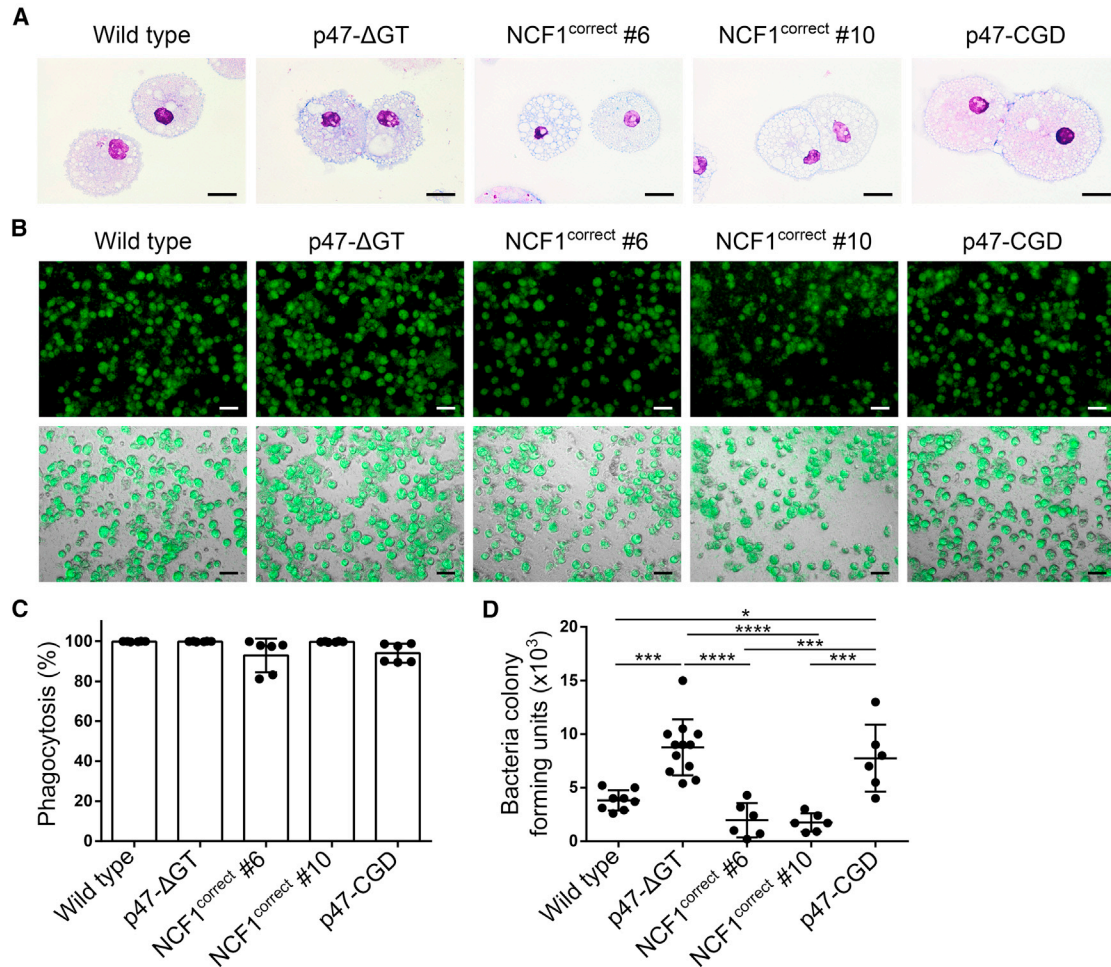 A
Wild type
p47-ΔGT
NCF1correct #6
NCF1correct #10
p47-CGD
B
Wild type
p47-ΔGT
NCF1correct #6
NCF1correct #10
p47-CGD
C
Phagocytosis (%)
100
80
60
40
20
0
Wild type
p47-ΔGT
NCF1correct #6
NCF1correct #10
p47-CGD
D
Bacteria colony
forming units (x10³)
20
15
10
5
0
*
****
***
*** **** ***
Wild type
p47-ΔGT
NCF1correct #6
NCF1correct #10
p47-CGD